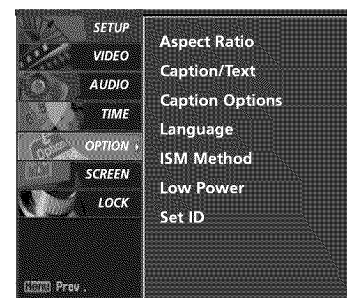 SETUP
VIDEO
AUDIO
TIME
OPTION
SCREEN
LOCK
Aspect Ratio
Caption/Text
Caption Options
Language
ISM Method
Low Power
Set ID
Menu Prev.